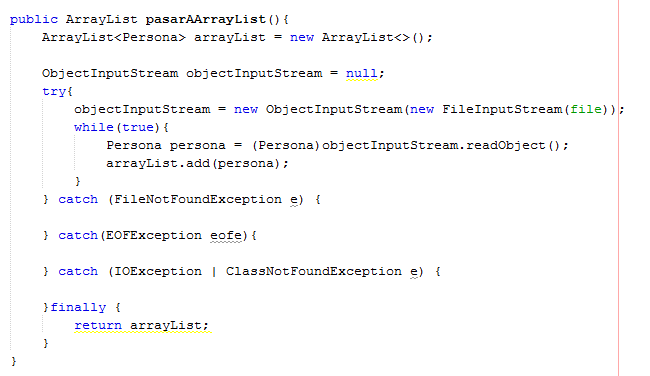 public ArrayList pasarAArrayList(){
    ArrayList<Persona> arrayList = new ArrayList<>();
    ObjectInputStream objectInputStream = null;
    try{
        objectInputStream = new ObjectInputStream(new FileInputStream(file));
        while(true){
            Persona persona = (Persona)objectInputStream.readObject();
            arrayList.add(persona);
        }
    } catch (FileNotFoundException e) {
    } catch(EOFException eofe){
    } catch (IOException | ClassNotFoundException e) {
    }finally {
        return arrayList;
    }
}